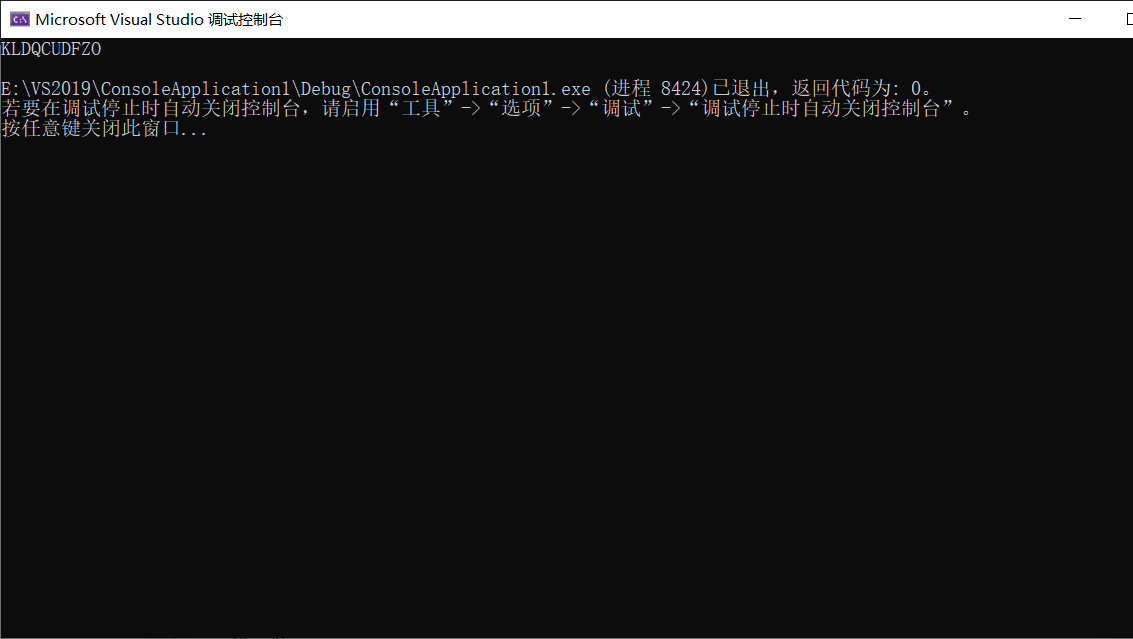 Microsoft Visual Studio 调试控制台
KLDQCUDFZO
E:\VS2019\ConsoleApplication1\Debug\ConsoleApplication1.exe (进程 8424)已退出，返回代码为: 0。
若要在调试停止时自动关闭控制台，请启用“工具”->“选项”->“调试”->“调试停止时自动关闭控制台”。
按任意键关闭此窗口...